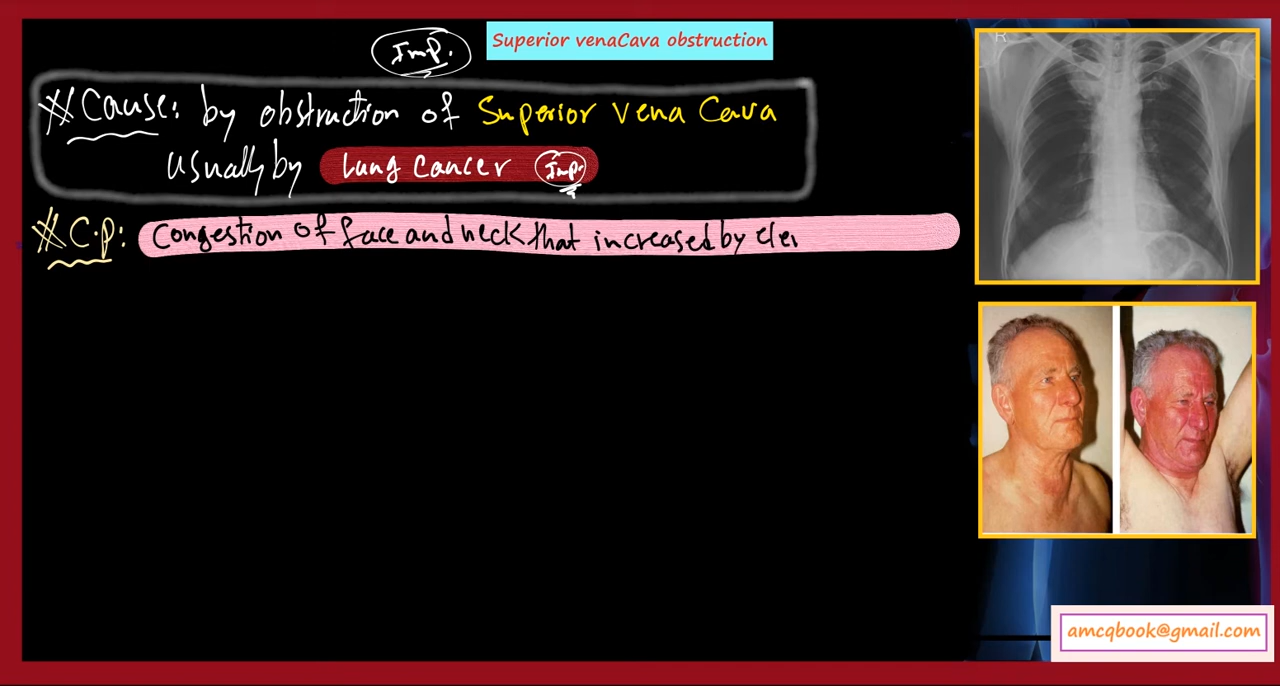 Imp.
Superior venaCava obstruction
Cause: by obstruction of Superior Vena Cava
usually by Lung Cancer Imp.
C.p: Congestion of face and neck that increased by
R
amcqbook@gmail.com